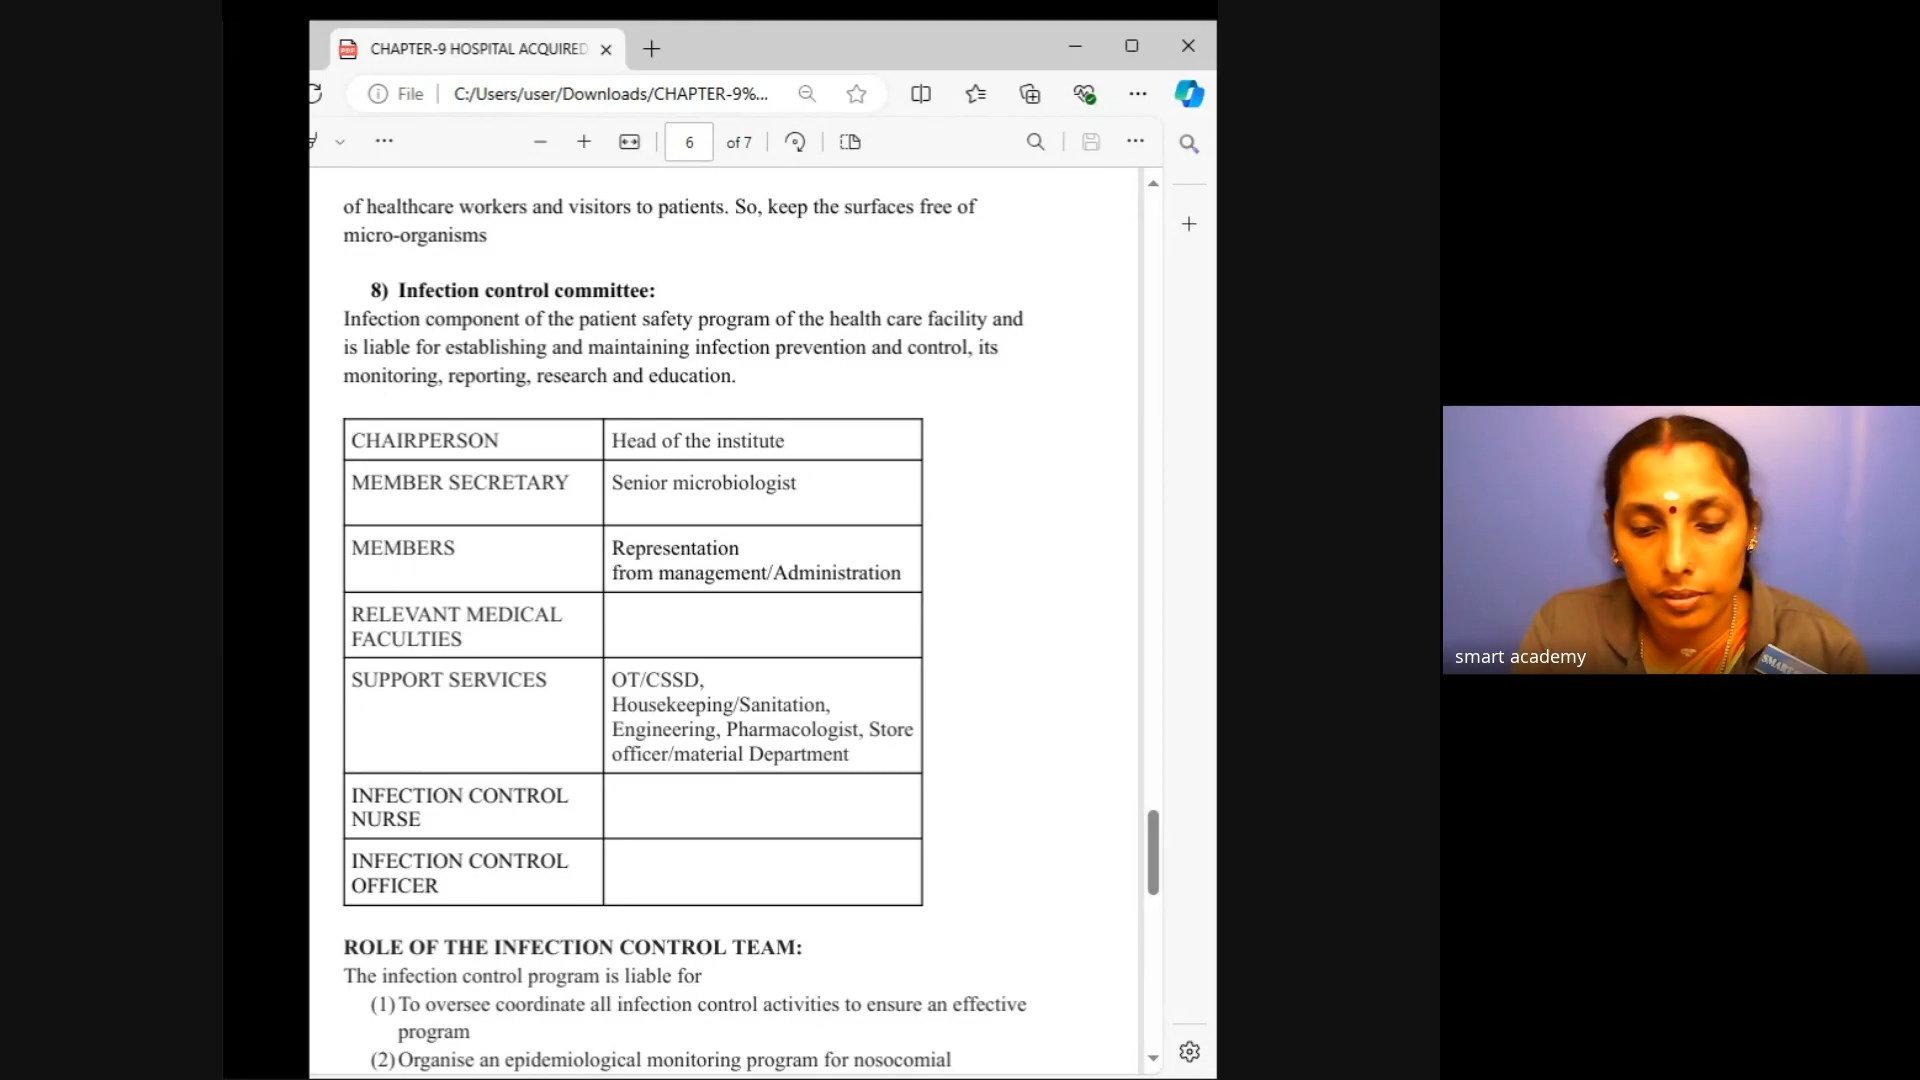 CHAPTER-9 HOSPITAL ACQUIRED
File
C:/Users/user/Downloads/CHAPTER-9%...
6 of 7
of healthcare workers and visitors to patients. So, keep the surfaces free of
micro-organisms
8) Infection control committee:
Infection component of the patient safety program of the health care facility and
is liable for establishing and maintaining infection prevention and control, its
monitoring, reporting, research and education.
CHAIRPERSON Head of the institute
MEMBER SECRETARY Senior microbiologist
MEMBERS Representation
from management/Administration
RELEVANT MEDICAL
FACULTIES
SUPPORT SERVICES OT/CSSD,
Housekeeping/Sanitation,
Engineering, Pharmacologist, Store
officer/material Department
INFECTION CONTROL
NURSE
INFECTION CONTROL
OFFICER
ROLE OF THE INFECTION CONTROL TEAM:
The infection control program is liable for
(1) To oversee coordinate all infection control activities to ensure an effective
program
(2) Organise an epidemiological monitoring program for nosocomial
smart academy
SMART